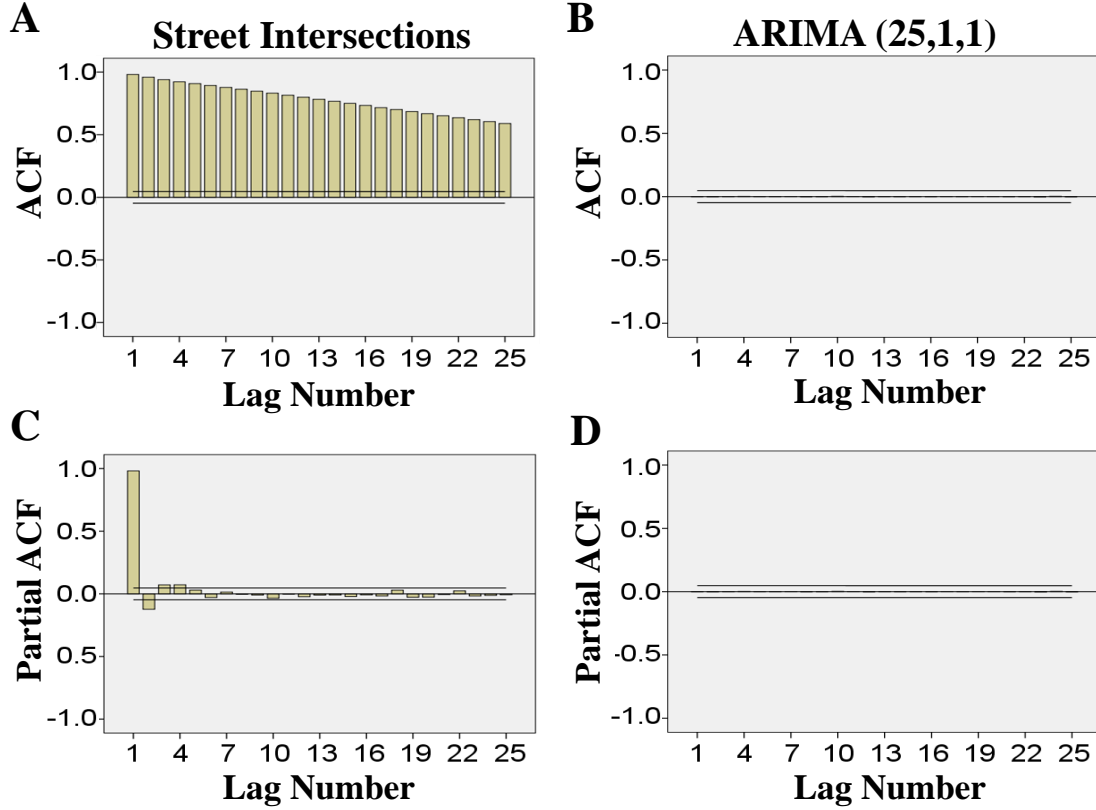 A
Street Intersections
1.0
0.5
0.0
-0.5
-1.0
ACF
1 4 7 10 13 16 19 22 25
Lag Number
B
ARIMA (25,1,1)
1.0
0.5
0.0
-0.5
-1.0
ACF
1 4 7 10 13 16 19 22 25
Lag Number
C
1.0
0.5
0.0
-0.5
-1.0
Partial ACF
1 4 7 10 13 16 19 22 25
Lag Number
D
1.0
0.5
0.0
-0.5
-1.0
Partial ACF
1 4 7 10 13 16 19 22 25
Lag Number